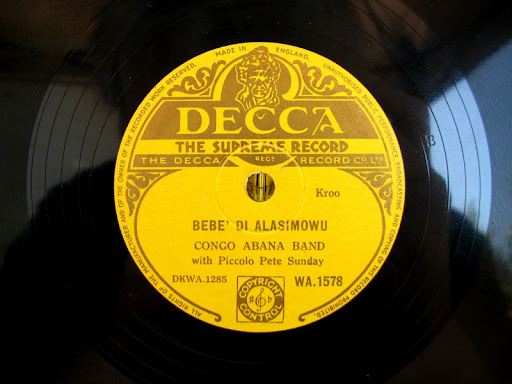 ALL RIGHTS OF THE MANUFACTURER AND OF THE OWNER OF THE RECORDED WORK RESERVED.
MADE IN
ENGLAND.
UNAUTHORISED PUBLIC PERFORMANCE BROADCASTING AND COPYING OF THIS RECORD PROHIBITED
DECCA
THE SUPREME RECORD
THE DECCA REGD RECORD CO. LTD.
Kroo
BEBE' DI ALASIMOWU
CONGO ABANA BAND
with Piccolo Pete Sunday
DKWA.1285
WA.1578
COPYRIGHT
CONTROL